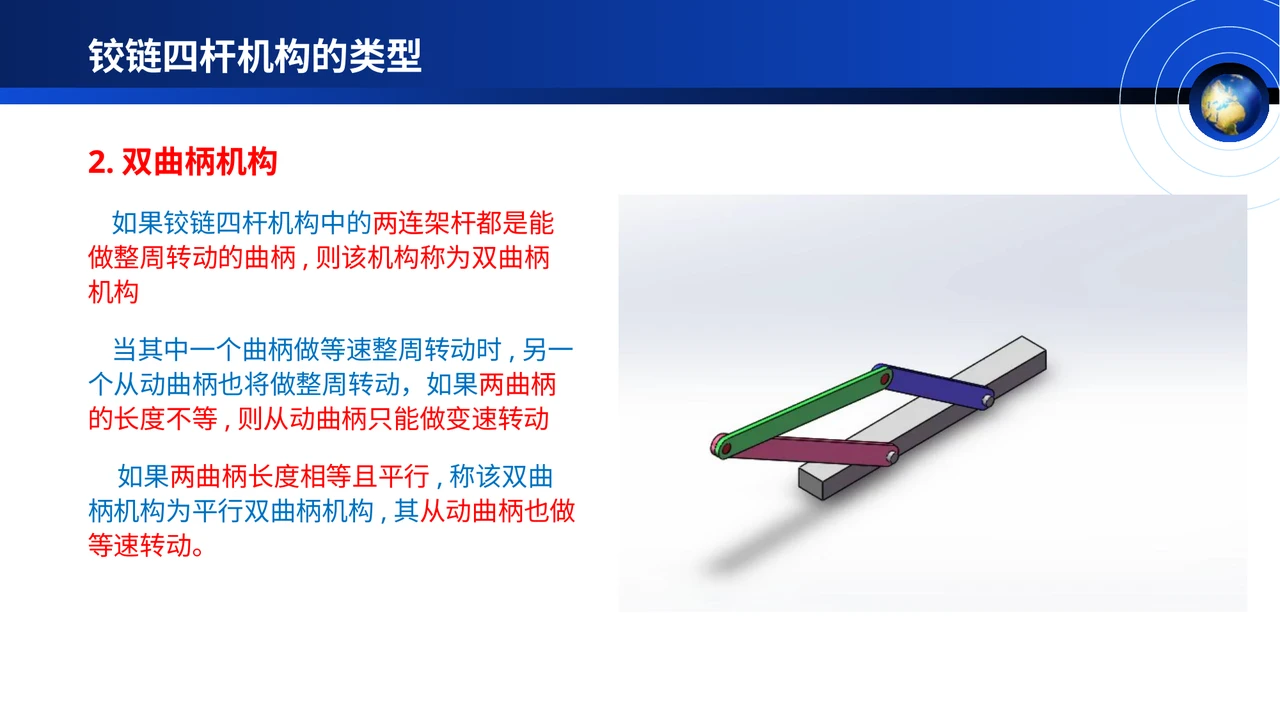 铰链四杆机构的类型
2. 双曲柄机构
如果铰链四杆机构中的两连架杆都是能
做整周转动的曲柄 , 则该机构称为双曲柄
机构
当其中一个曲柄做等速整周转动时 , 另一
个从动曲柄也将做整周转动，如果两曲柄
的长度不等 , 则从动曲柄只能做变速转动
如果两曲柄长度相等且平行 , 称该双曲
柄机构为平行双曲柄机构 , 其从动曲柄也做
等速转动。